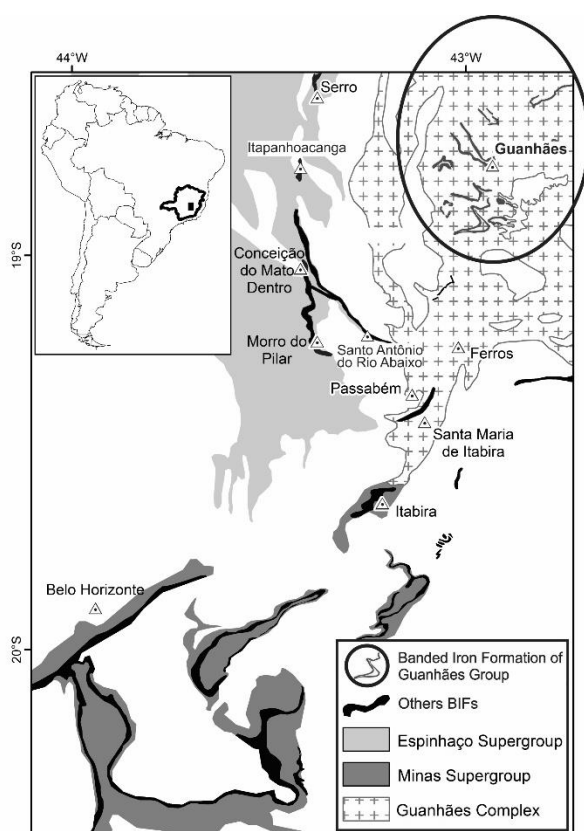 44°W
43°W
Serro
Itapanhoacanga
Guanhães
19°S
Conceição
do Mato
Dentro
Morro do
Pilar
Santo Antônio
do Rio Abaixo
Ferros
Passabém
Santa Maria
de Itabira
Itabira
Belo Horizonte
20°S
Banded Iron Formation of
Guanhães Group
Others BIFs
Espinhaço Supergroup
Minas Supergroup
Guanhães Complex